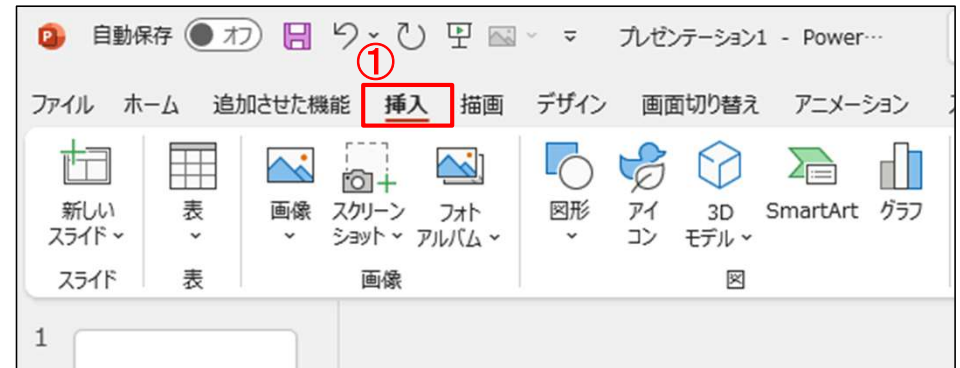 自動保存 オフ プレゼンテーション1 - Power…
①
ファイル ホーム 追加させた機能 挿入 描画 デザイン 画面切り替え アニメーション
新しい スライド 表 画像 スクリーン ショット フォト アルバム 図形 アイ コン 3D モデル SmartArt グラフ
スライド 表 画像 図
1